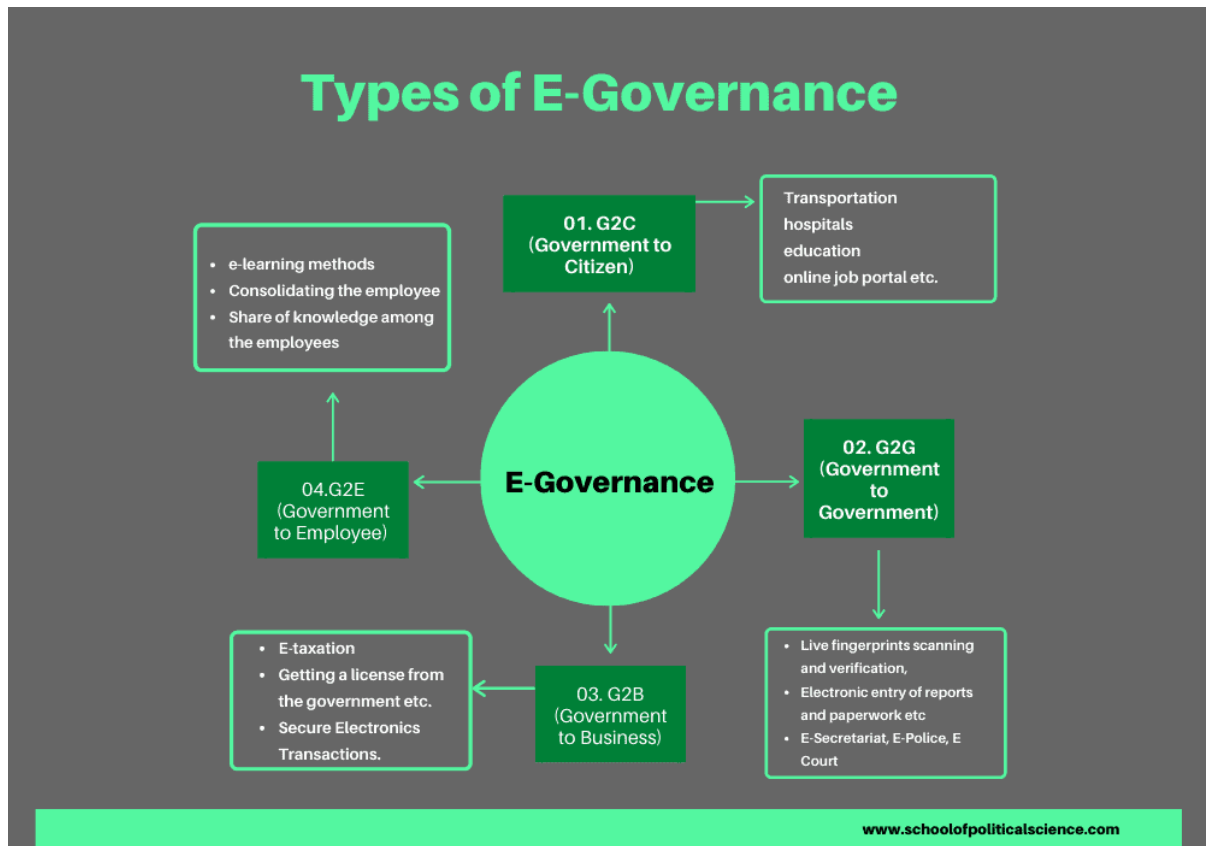 Types of E-Governance
01. G2C
(Government to
Citizen)
Transportation
hospitals
education
online job portal etc.
• e-learning methods
• Consolidating the employee
• Share of knowledge among
the employees
E-Governance
02. G2G
(Government
to
Government)
04.G2E
(Government
to Employee)
• E-taxation
• Getting a license from
the government etc.
• Secure Electronics
Transactions.
03. G2B
(Government
to Business)
• Live fingerprints scanning
and verification,
• Electronic entry of reports
and paperwork etc
• E-Secretariat, E-Police, E
Court
www.schoolofpoliticalscience.com